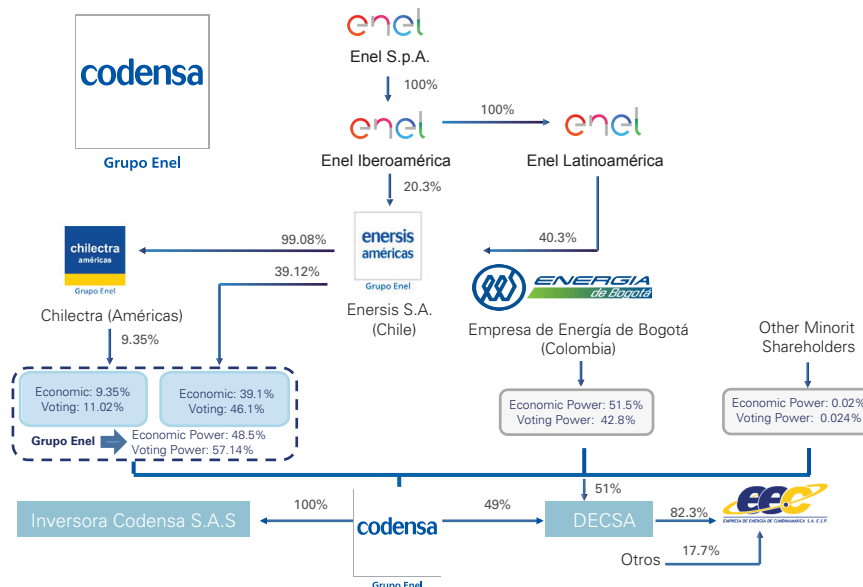 codensa
Grupo Enel
enel
Enel S.p.A.
100%
enel
Enel Iberoamérica
100%
enel
Enel Latinoamérica
20.3%
40.3%
enersis
américas
Grupo Enel
Enersis S.A.
(Chile)
99.08%
39.12%
chilectra
américas
Grupo Enel
Chilectra (Américas)
9.35%
ENERGIA
de Bogotá
Empresa de Energía de Bogotá
(Colombia)
Other Minorit
Shareholders
Economic: 9.35%
Voting: 11.02%
Economic: 39.1%
Voting: 46.1%
Grupo Enel
Economic Power: 48.5%
Voting Power: 57.14%
Economic Power: 51.5%
Voting Power: 42.8%
Economic Power: 0.02%
Voting Power: 0.024%
Inversora Codensa S.A.S
100%
codensa
Grupo Enel
49%
51%
DECSA
82.3%
eec
EMPRESA DE ENERGÍA DE CUNDINAMARCA S.A. E.S.P.
Otros
17.7%